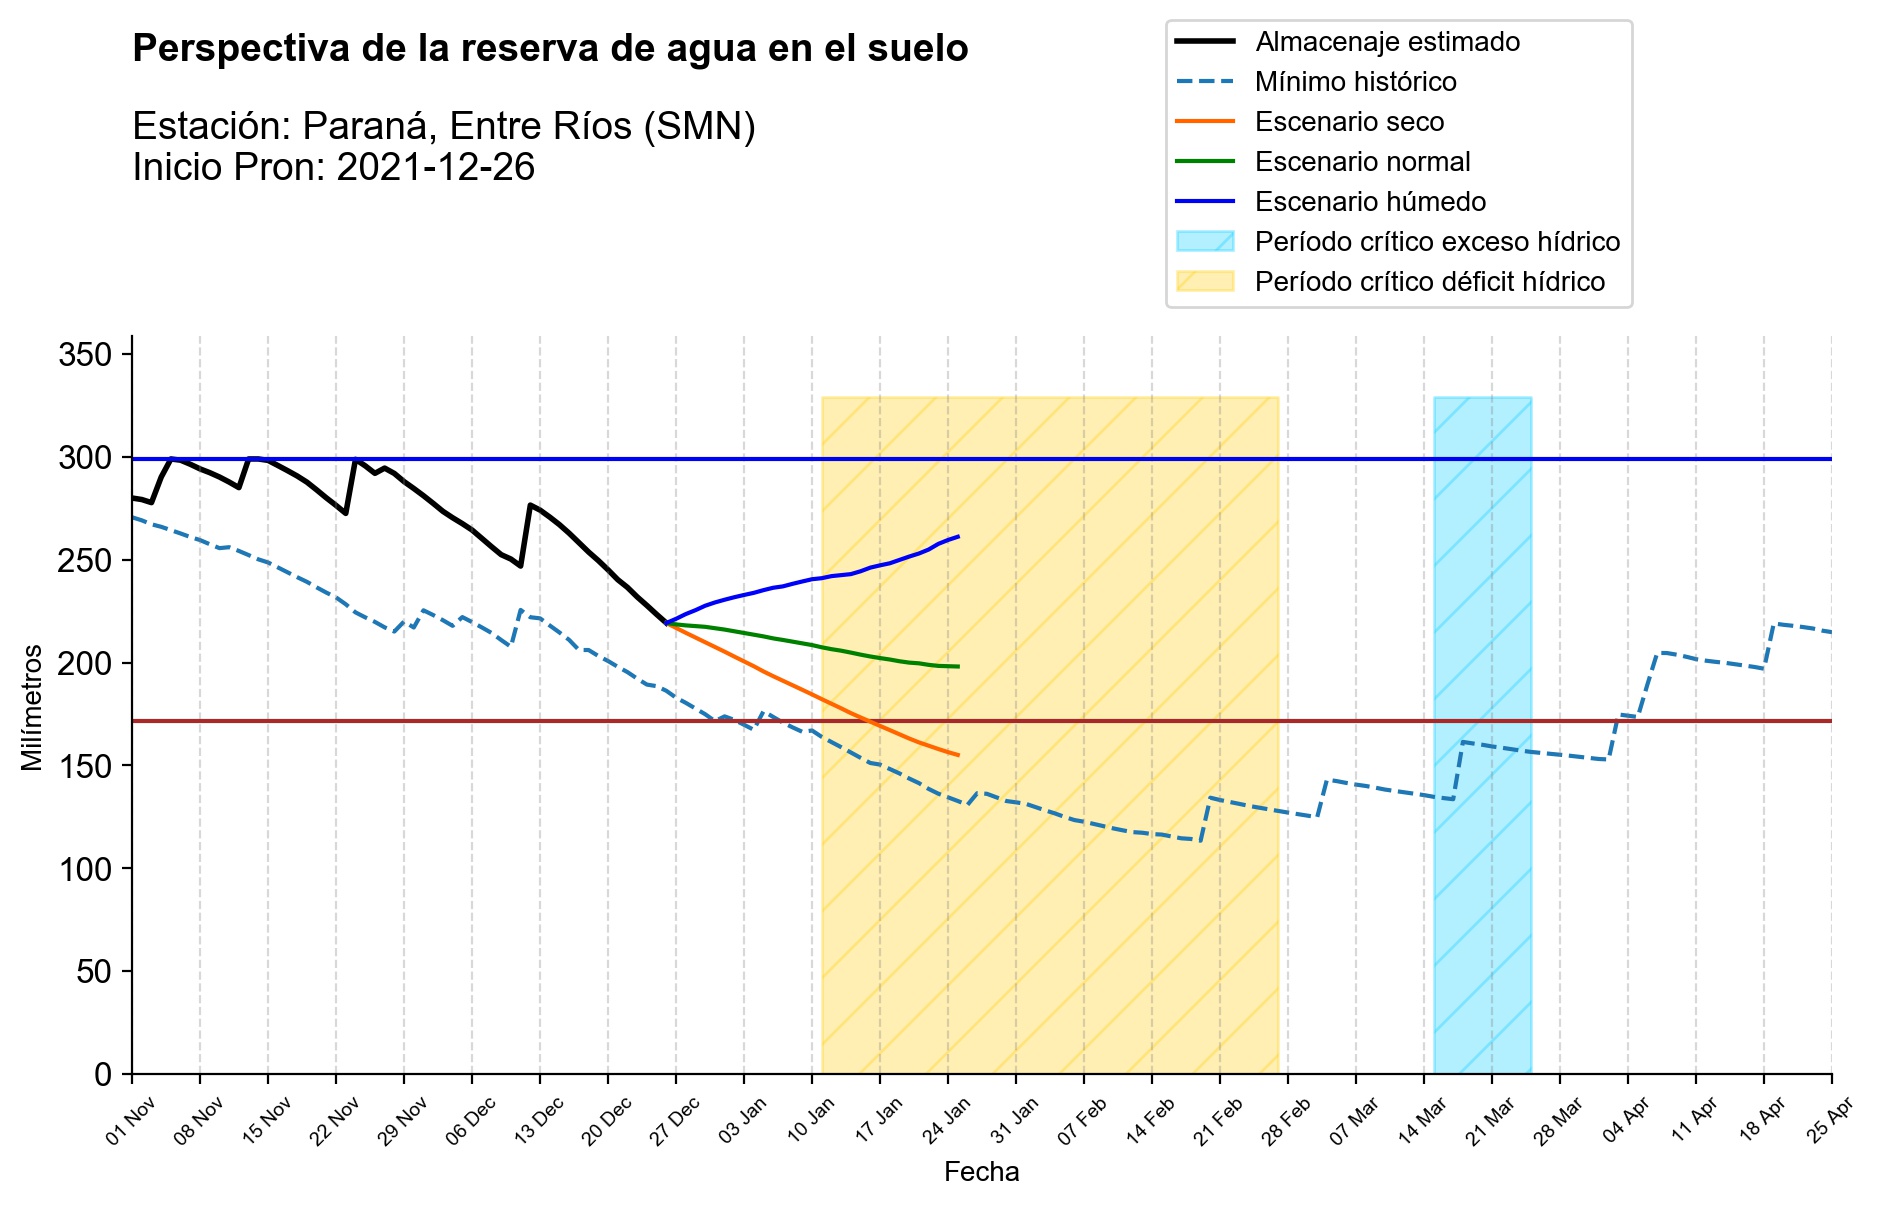 Perspectiva de la reserva de agua en el suelo
Estación: Paraná, Entre Ríos (SMN)
Inicio Pron: 2021-12-26
Almacenaje estimado
Mínimo histórico
Escenario seco
Escenario normal
Escenario húmedo
Período crítico exceso hídrico
Período crítico déficit hídrico
Milímetros
350
300
250
200
150
100
50
0
01 Nov
08 Nov
15 Nov
22 Nov
29 Nov
06 Dec
13 Dec
20 Dec
27 Dec
03 Jan
10 Jan
17 Jan
24 Jan
31 Jan
07 Feb
14 Feb
21 Feb
28 Feb
07 Mar
14 Mar
21 Mar
28 Mar
04 Apr
11 Apr
18 Apr
25 Apr
Fecha